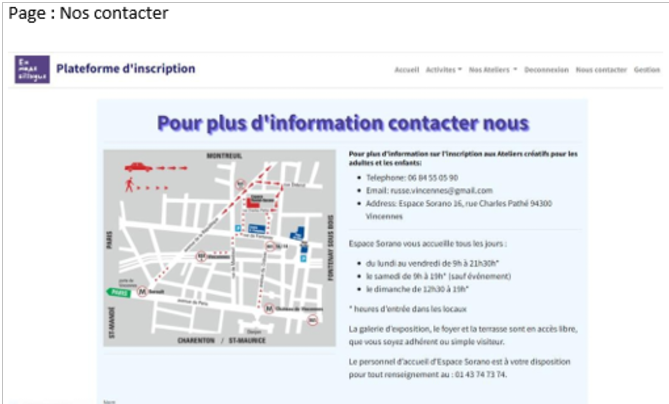 Page : Nos contacter
En
russe
dialogue
Plateforme d'inscription
Accueil Activites Nos Ateliers Deconnexion Nous contacter Gestion
Pour plus d'information contacter nous
MONTREUIL
PARIS
FONTENAY SOUS BOIS
PARIS
ST-MANDÉ
CHARENTON / ST-MAURICE
Pour plus d'information sur l'inscription aux Ateliers créatifs pour les
adultes et les enfants:
Telephone: 06 84 55 05 90
Email: russe.vincennes@gmail.com
Address: Espace Sorano 16, rue Charles Pathé 94300
Vincennes
Espace Sorano vous accueille tous les jours :
du lundi au vendredi de 9h à 21h30*
le samedi de 9h à 19h* (sauf événement)
le dimanche de 12h30 à 19h*
* heures d'entrée dans les locaux
La galerie d'exposition, le foyer et la terrasse sont en accès libre,
que vous soyez adhérent ou simple visiteur.
Le personnel d'accueil d'Espace Sorano est à votre disposition
pour tout renseignement au : 01 43 74 73 74.